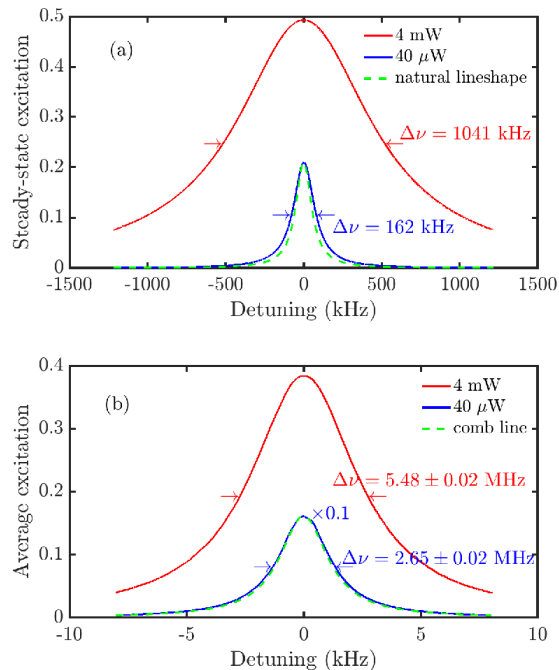 0.5
(a)
4 mW
40 μW
natural lineshape
0.4
0.3
Δν = 1041 kHz
0.2
0.1
Δν = 162 kHz
0
Steady-state excitation
-1500 -1000 -500 0 500 1000 1500
Detuning (kHz)
0.4
(b)
4 mW
40 μW
comb line
0.3
Δν = 5.48 ± 0.02 MHz
0.2
×0.1
0.1
Δν = 2.65 ± 0.02 MHz
0
Average excitation
-10 -5 0 5 10
Detuning (kHz)